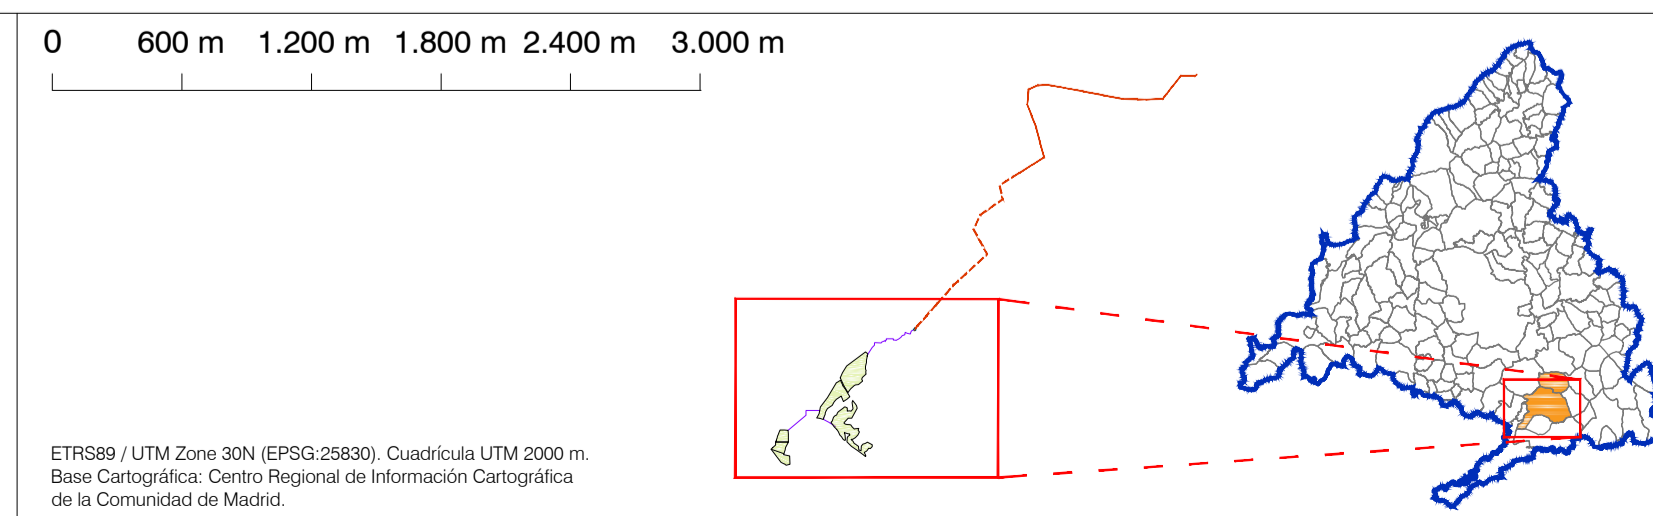 0 600 m 1.200 m 1.800 m 2.400 m 3.000 m
ETRS89 / UTM Zone 30N (EPSG:25830). Cuadrícula UTM 2000 m.
Base Cartográfica: Centro Regional de Información Cartográfica
de la Comunidad de Madrid.